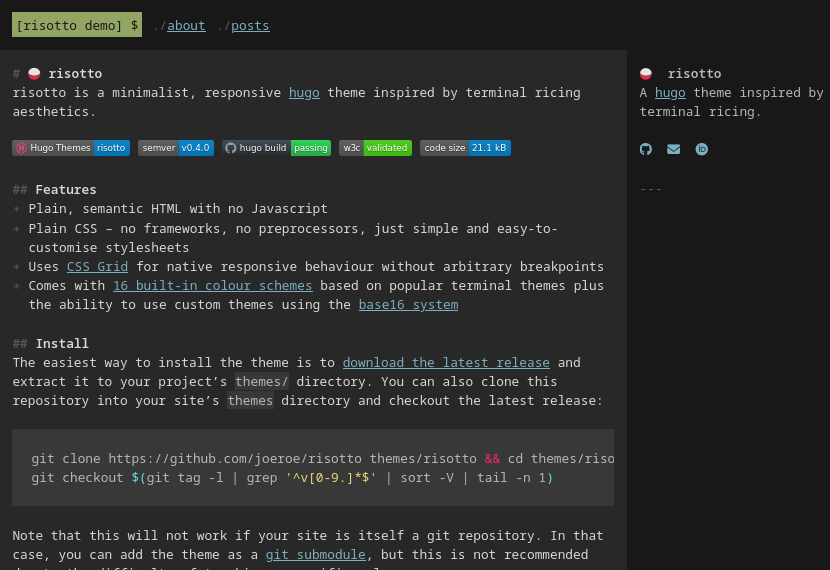 [risotto demo] $ ./about ./posts
# risotto
risotto is a minimalist, responsive hugo theme inspired by terminal ricing
aesthetics.
Hugo Themes risotto semver v0.4.0 hugo build passing w3c validated code size 21.1 kB
## Features
* Plain, semantic HTML with no Javascript
* Plain CSS – no frameworks, no preprocessors, just simple and easy-to-
customise stylesheets
* Uses CSS Grid for native responsive behaviour without arbitrary breakpoints
* Comes with 16 built-in colour schemes based on popular terminal themes plus
the ability to use custom themes using the base16 system
## Install
The easiest way to install the theme is to download the latest release and
extract it to your project’s themes/ directory. You can also clone this
repository into your site’s themes directory and checkout the latest release:
git clone https://github.com/joeroe/risotto themes/risotto && cd themes/riso
git checkout $(git tag -l | grep '^v[0-9.]*$' | sort -V | tail -n 1)
Note that this will not work if your site is itself a git repository. In that
case, you can add the theme as a git submodule, but this is not recommended
risotto
A hugo theme inspired by
terminal ricing.
---